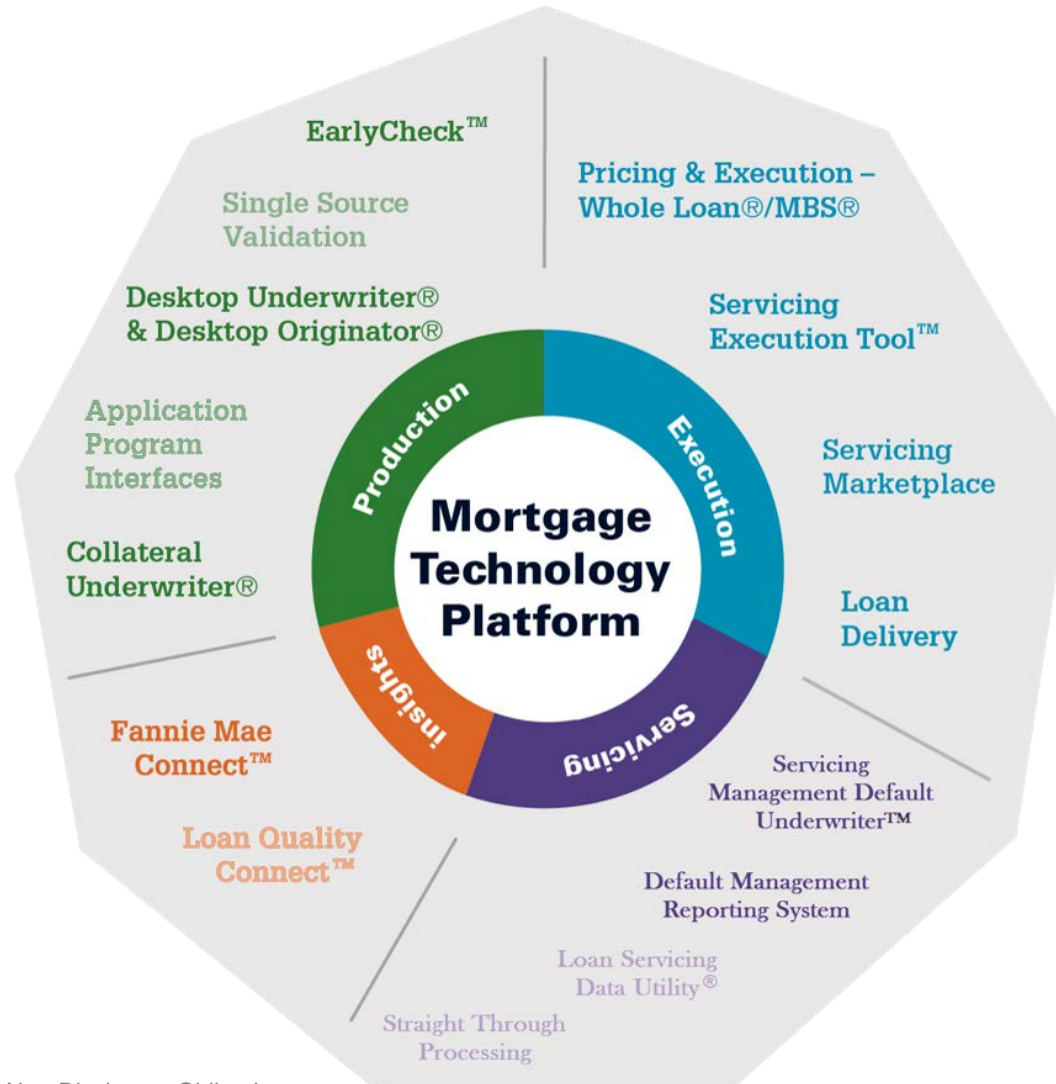 EarlyCheck™
Single Source
Validation
Desktop Underwriter®
& Desktop Originator®
Application
Program
Interfaces
Collateral
Underwriter®
Pricing & Execution –
Whole Loan®/MBS®
Servicing
Execution Tool™
Servicing
Marketplace
Loan
Delivery
Production
Execution
Mortgage
Technology
Platform
insights
Servicing
Fannie Mae
Connect™
Loan Quality
Connect™
Servicing
Management Default
Underwriter™
Default Management
Reporting System
Loan Servicing
Data Utility®
Straight Through
Processing